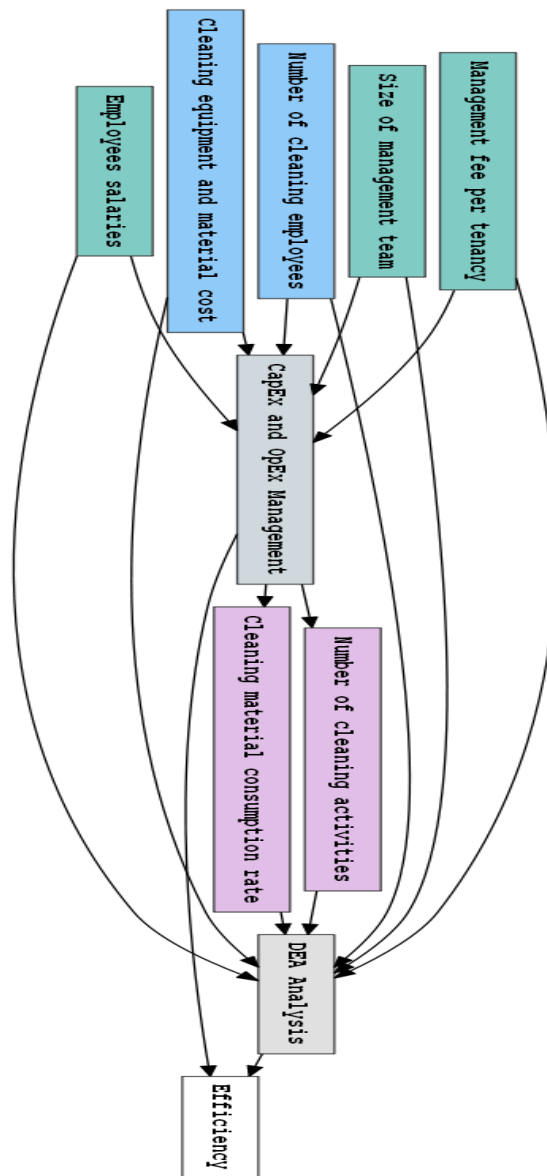 Management fee per tenancy
Size of management team
Number of cleaning employees
Cleaning equipment and material cost
Employees salaries
CapEx and OpEx Management
Number of cleaning activities
Cleaning material consumption rate
DEA Analysis
Efficiency